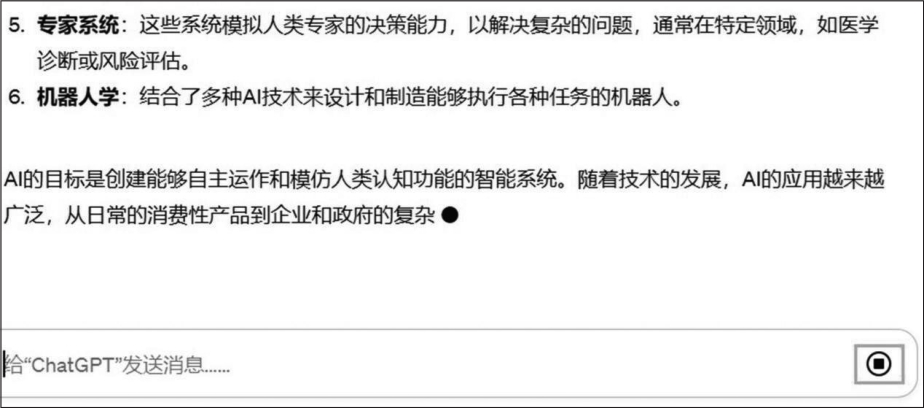 5. 专家系统：这些系统模拟人类专家的决策能力，以解决复杂的问题，通常在特定领域，如医学
诊断或风险评估。
6. 机器人学：结合了多种AI技术来设计和制造能够执行各种任务的机器人。
AI的目标是创建能够自主运作和模仿人类认知功能的智能系统。随着技术的发展，AI的应用越来越
广泛，从日常的消费性产品到企业和政府的复杂
给“ChatGPT”发送消息……